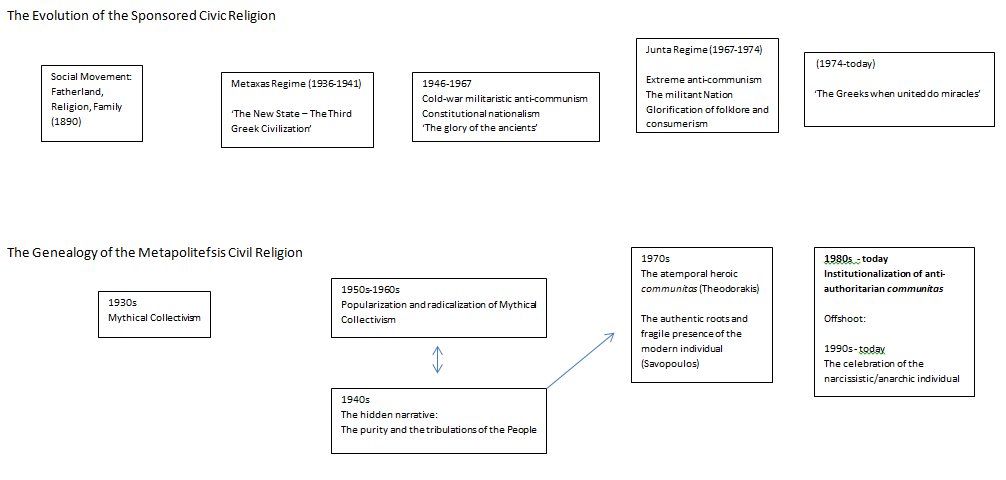 The Evolution of the Sponsored Civic Religion
Social Movement:
Fatherland,
Religion, Family
(1890)
Metaxas Regime (1936-1941)
‘The New State – The Third
Greek Civilization’
1946-1967
Cold-war militaristic anti-communism
Constitutional nationalism
‘The glory of the ancients’
Junta Regime (1967-1974)
Extreme anti-communism
The militant Nation
Glorification of folklore and
consumerism
(1974-today)
‘The Greeks when united do miracles’
The Genealogy of the Metapolitefsis Civil Religion
1930s
Mythical Collectivism
1950s-1960s
Popularization and radicalization of Mythical
Collectivism
1940s
The hidden narrative:
The purity and the tribulations of the People
1970s
The atemporal heroic
communitas (Theodorakis)
The authentic roots and
fragile presence of the
modern individual
(Savopoulos)
1980s - today
Institutionalization of anti-
authoritarian communitas
Offshoot:
1990s - today
The celebration of the
narcissistic/anarchic individual